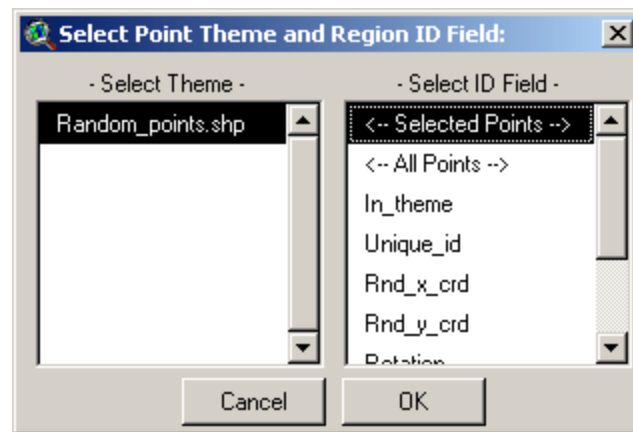 Select Point Theme and Region ID Field:
- Select Theme -
Random_points.shp
- Select ID Field -
<-- Selected Points -->
<-- All Points -->
In_theme
Unique_id
Rnd_x_crd
Rnd_y_crd
Rotation
Cancel
OK